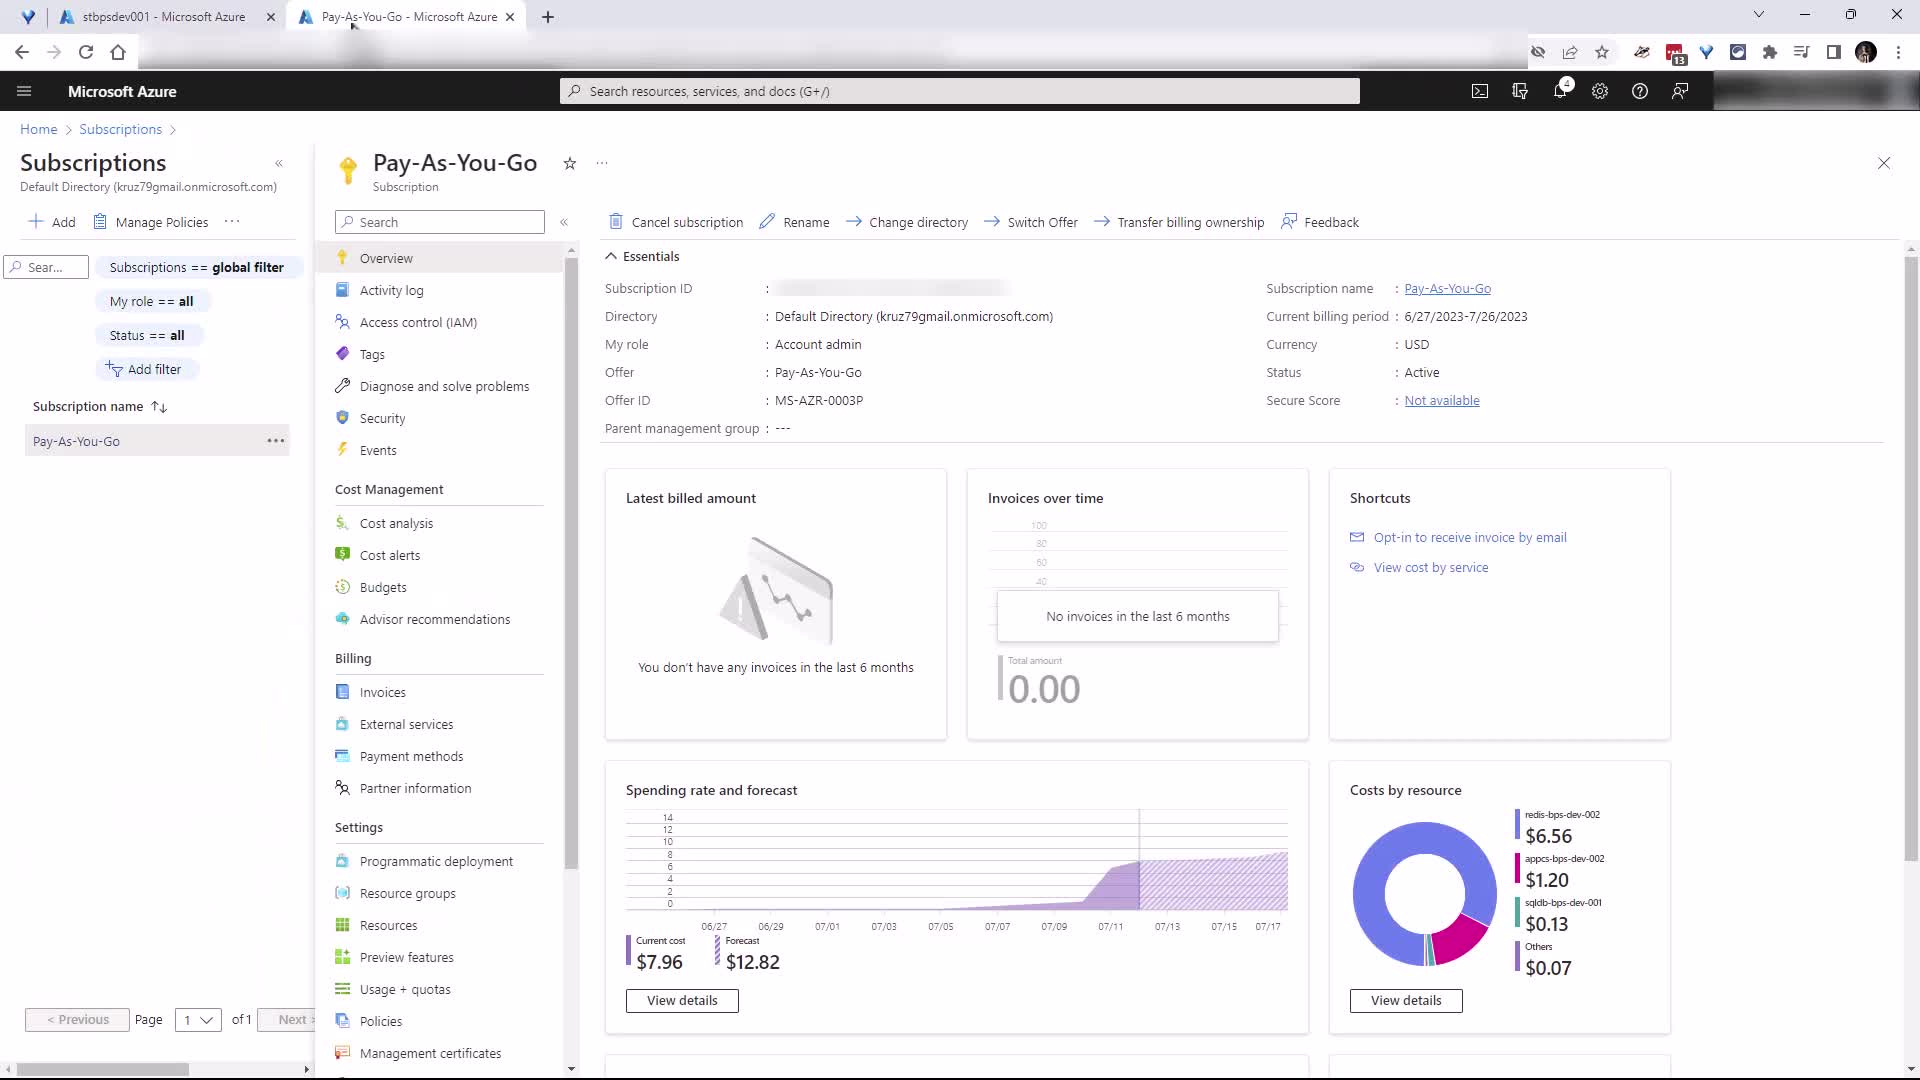 stbpsdev001 - Microsoft Azure
Pay-As-You-Go - Microsoft Azure
13
Microsoft Azure
Search resources, services, and docs (G+/)
4
Home > Subscriptions >
Subscriptions
Default Directory (kruz79gmail.onmicrosoft.com)
Add
Manage Policies
Sear...
Subscriptions == global filter
My role == all
Status == all
Add filter
Subscription name
Pay-As-You-Go
< Previous
Page
1
of 1
Next >
Pay-As-You-Go
Subscription
Search
Overview
Activity log
Access control (IAM)
Tags
Diagnose and solve problems
Security
Events
Cost Management
Cost analysis
Cost alerts
Budgets
Advisor recommendations
Billing
Invoices
External services
Payment methods
Partner information
Settings
Programmatic deployment
Resource groups
Resources
Preview features
Usage + quotas
Policies
Management certificates
Cancel subscription
Rename
Change directory
Switch Offer
Transfer billing ownership
Feedback
Essentials
Subscription ID :
Directory : Default Directory (kruz79gmail.onmicrosoft.com)
My role : Account admin
Offer : Pay-As-You-Go
Offer ID : MS-AZR-0003P
Parent management group : ---
Subscription name : Pay-As-You-Go
Current billing period : 6/27/2023-7/26/2023
Currency : USD
Status : Active
Secure Score : Not available
Latest billed amount
You don't have any invoices in the last 6 months
Invoices over time
100
80
60
40
No invoices in the last 6 months
Total amount
0.00
Shortcuts
Opt-in to receive invoice by email
View cost by service
Spending rate and forecast
14
12
10
8
6
4
2
0
06/27 06/29 07/01 07/03 07/05 07/07 07/09 07/11 07/13 07/15 07/17
Current cost
$7.96
Forecast
$12.82
View details
Costs by resource
redis-bps-dev-002
$6.56
appcs-bps-dev-002
$1.20
sqldb-bps-dev-001
$0.13
Others
$0.07
View details